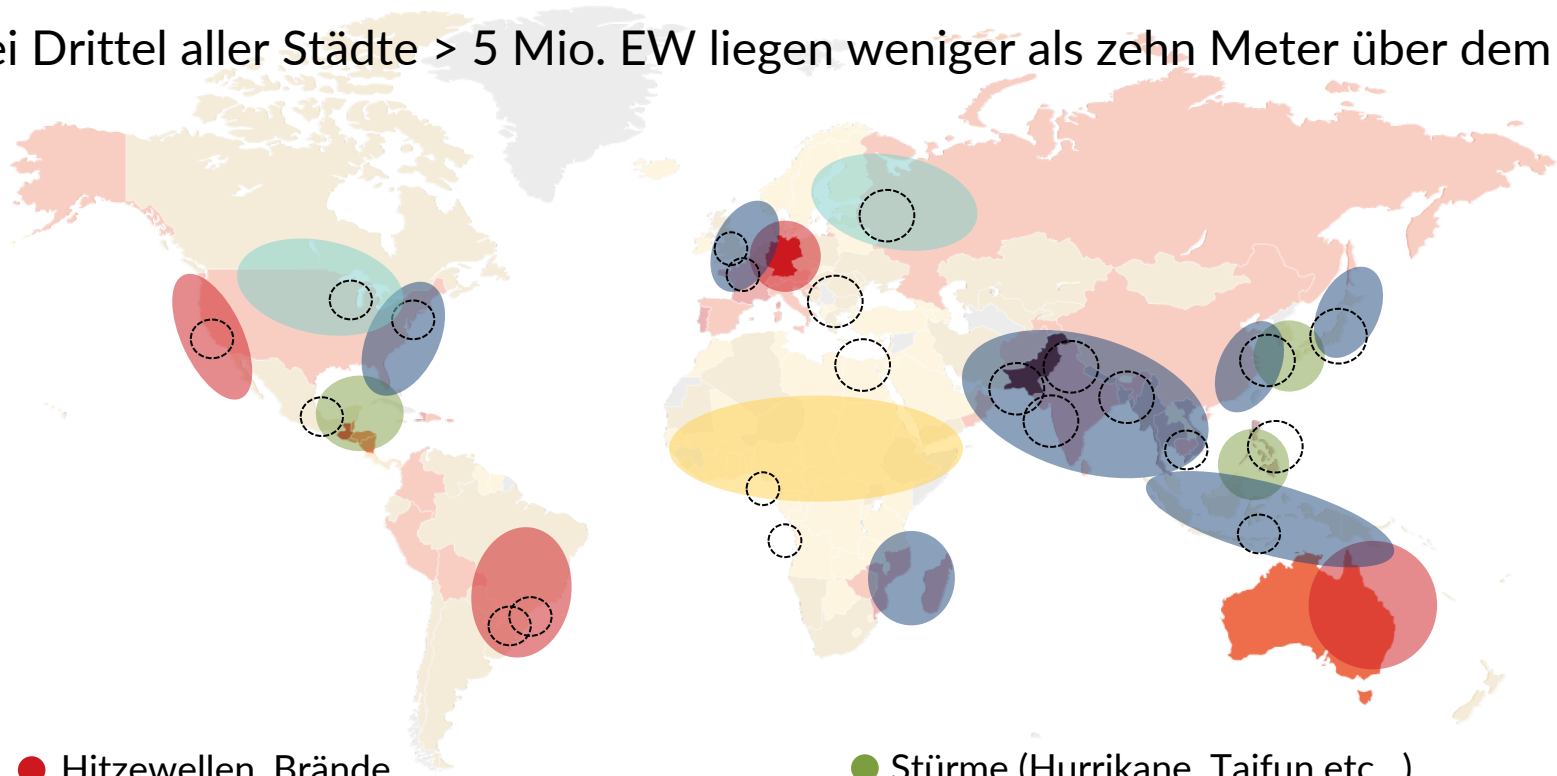 ei Drittel aller Städte > 5 Mio. EW liegen weniger als zehn Meter über dem
Hitzewellen, Brände
Stürme (Hurrikane, Taifun etc...)